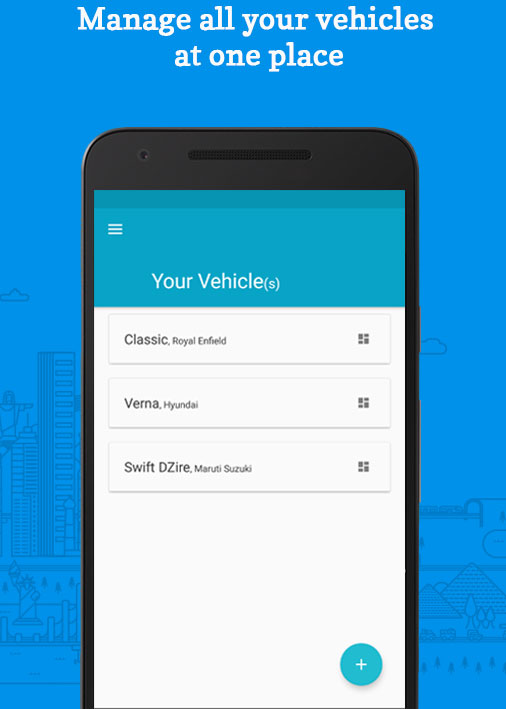 Manage all your vehicles
at one place
Your Vehicle(s)
Classic, Royal Enfield
Verna, Hyundai
Swift DZire, Maruti Suzuki
+